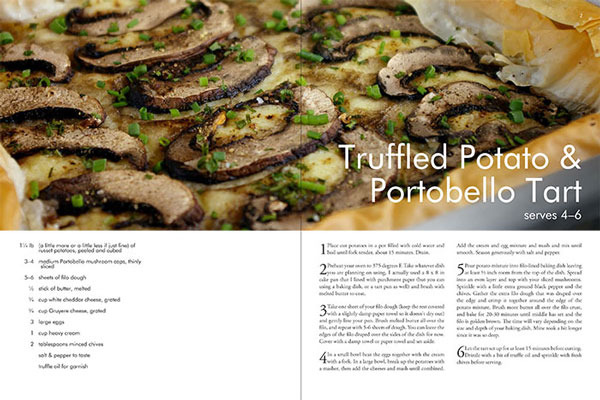 Truffled Potato &
Portobello Tart
serves 4–6
1½ lb (a little more or a little less if just fine) of
russet potatoes, peeled and cubed
3–4 medium Portobello mushroom caps, thinly
sliced
5–6 sheets of filo dough
½ stick of butter, melted
¾ cup white cheddar cheese, grated
¾ cup Gruyere cheese, grated
3 large eggs
1 cup heavy cream
2 tablespoons minced chives
salt & pepper to taste
truffle oil for garnish
1 Place cut potatoes in a pot filled with cold water and
boil until fork-tender, about 15 minutes. Drain.
2 Preheat your oven to 375 degrees F. Take whatever dish
you are planning on using. I actually used a 8 x 8 in
cake pan that I lined with parchment paper (but you can
using a baking dish, or a tart pan as well) and brush with
melted butter to coat.
3 Take one sheet of your filo dough (keep the rest covered
with a slightly damp paper towel so it doesn't dry out)
and gently line your pan. Brush melted butter all over the
filo, and repeat with 5-6 sheets of dough. You can leave the
edges of the filo draped over the sides of the dish for now.
Cover with a damp towel or paper towel and set aside.
4 In a small bowl beat the eggs together with the cream
with a fork. In a large bowl, break up the potatoes with
a masher, then add the cheeses and mash until combined.
Add the cream and egg mixture and mash and mix until
smooth. Season generously with salt and pepper.
5 Pour potato mixture into filo-lined baking dish leaving
at least ½ inch room from the top of the dish. Spread
into an even layer and top with your sliced mushrooms.
Sprinkle with a little extra ground black pepper and the
chives. Gather the extra filo dough that was draped over
the edge and crimp it together around the edge of the
potato mixture. Brush more butter all over the filo crust,
and bake for 20-30 minutes until middle has set and the
filo is golden brown. The time will vary depending on the
size and depth of your baking dish. Mine took a bit longer
since it was so deep.
6 Let the tart set up for at least 15 minutes before cutting.
Drizzle with a bit of truffle oil and sprinkle with fresh
chives before serving.